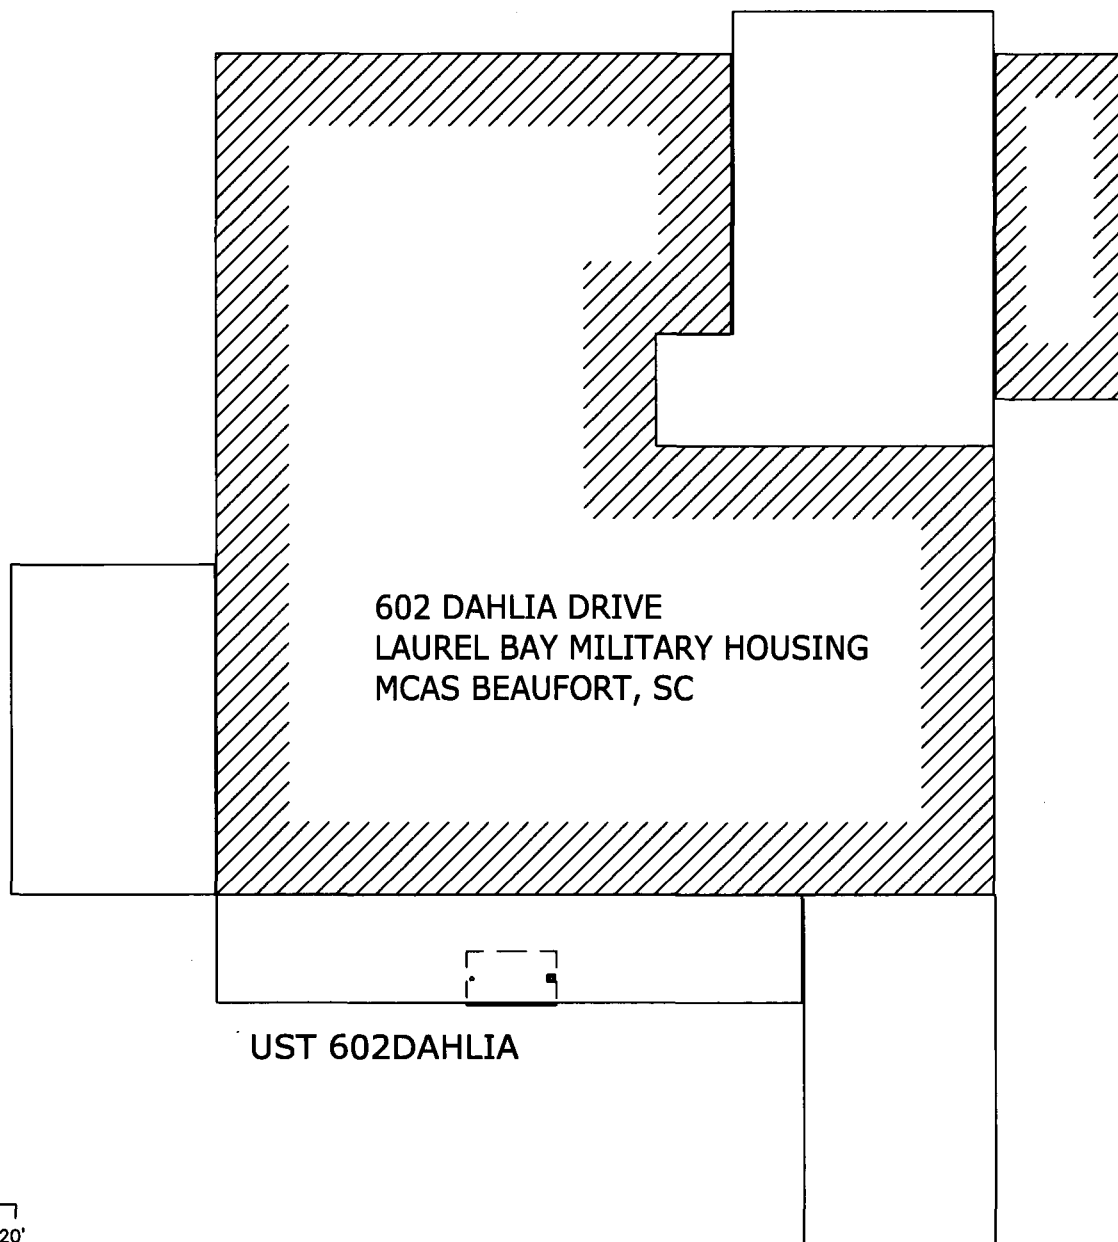 602 DAHLIA DRIVE
LAUREL BAY MILITARY HOUSING
MCAS BEAUFORT, SC
UST 602DAHLIA
20'